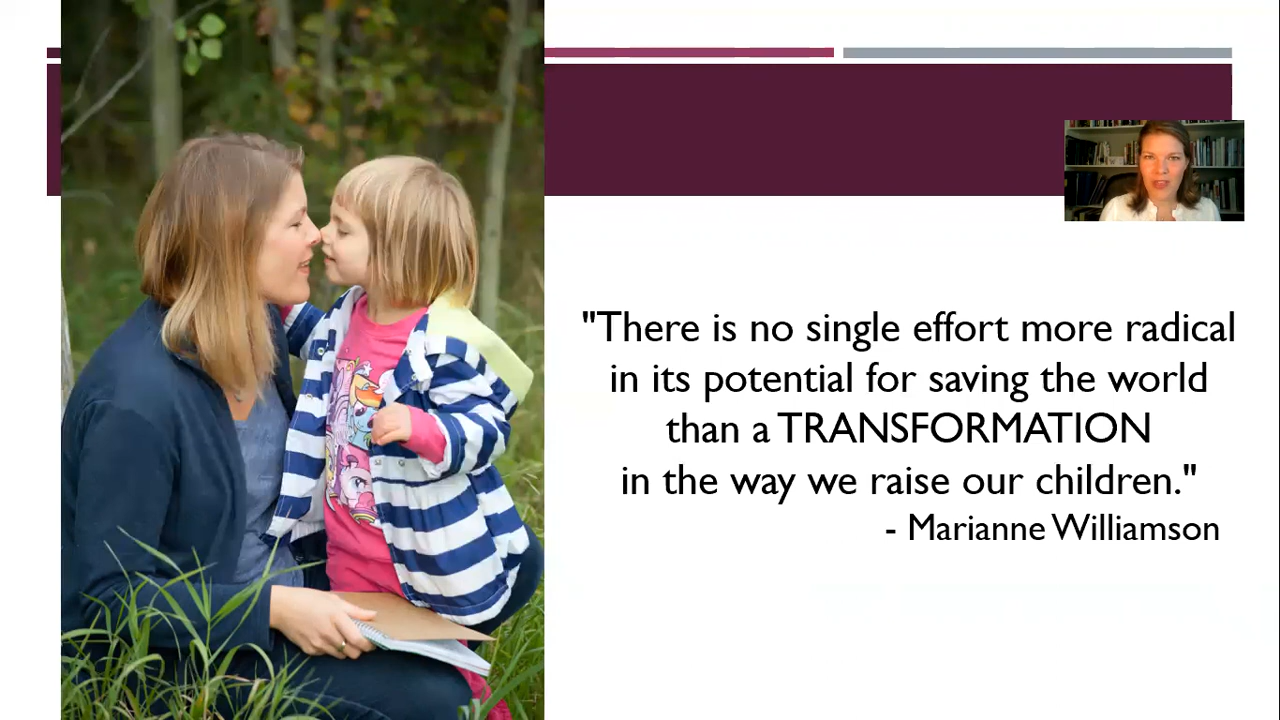 "There is no single effort more radical
in its potential for saving the world
than a TRANSFORMATION
in the way we raise our children."
- Marianne Williamson